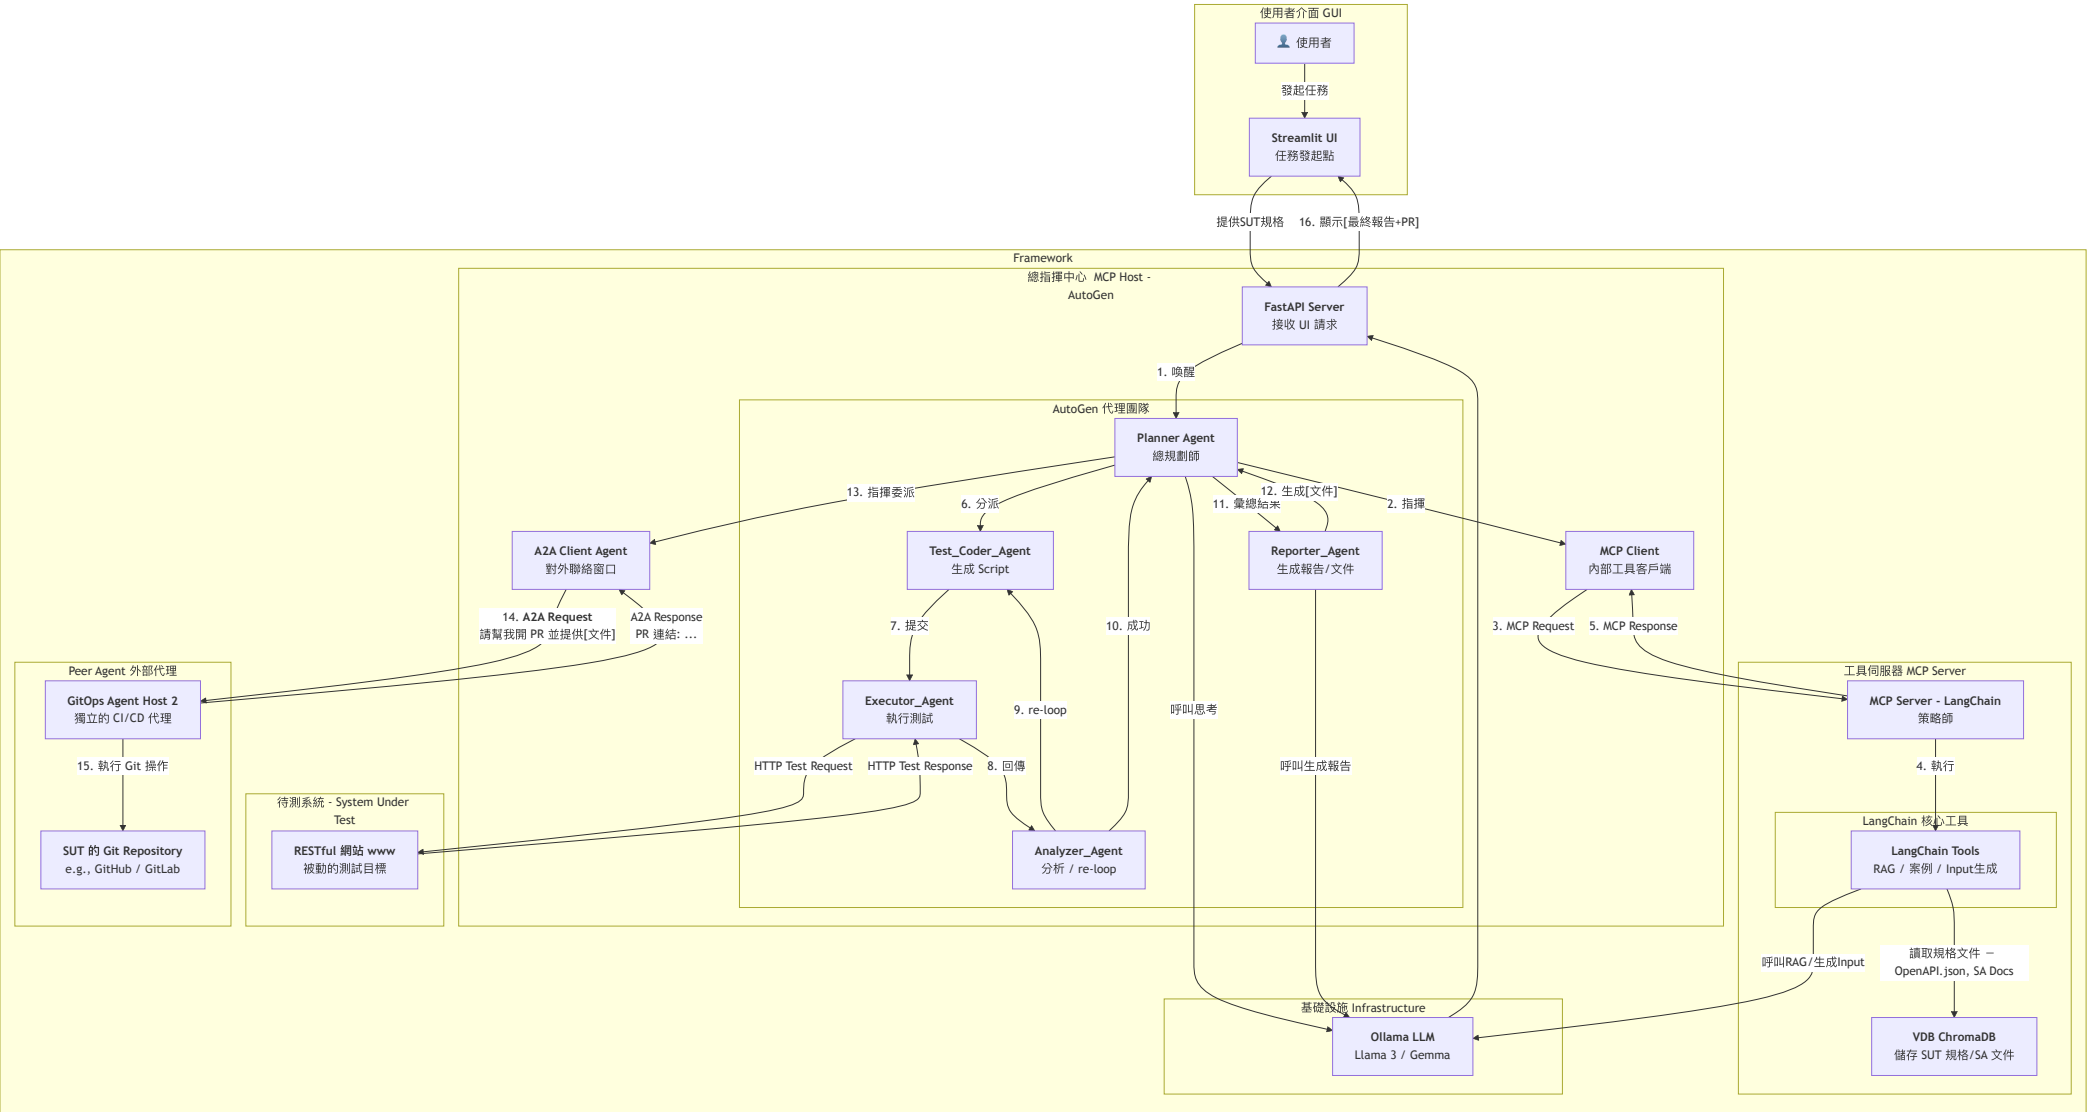 使用者介面 GUI
👤 使用者
發起任務
Streamlit UI
任務發起點
提供SUT規格
16. 顯示[最終報告+PR]
Framework
總指揮中心 MCP Host -
AutoGen
FastAPI Server
接收 UI 請求
1. 喚醒
AutoGen 代理團隊
Planner Agent
總規劃師
13. 指揮委派
6. 分派
11. 彙總結果
12. 生成[文件]
2. 指揮
A2A Client Agent
對外聯絡窗口
Test_Coder_Agent
生成 Script
Reporter_Agent
生成報告/文件
MCP Client
內部工具客戶端
14. A2A Request
請幫我開 PR 並提供[文件]
A2A Response
PR 連結: ...
7. 提交
10. 成功
3. MCP Request
5. MCP Response
Peer Agent 外部代理
GitOps Agent Host 2
獨立的 CI/CD 代理
Executor_Agent
執行測試
9. re-loop
呼叫思考
工具伺服器 MCP Server
MCP Server - LangChain
策略師
15. 執行 Git 操作
HTTP Test Request
HTTP Test Response
8. 回傳
呼叫生成報告
4. 執行
待測系統 - System Under
Test
LangChain 核心工具
SUT 的 Git Repository
e.g., GitHub / GitLab
RESTful 網站 www
被動的測試目標
Analyzer_Agent
分析 / re-loop
LangChain Tools
RAG / 案例 / Input生成
呼叫RAG/生成Input
讀取規格文件 —
OpenAPI.json, SA Docs
基礎設施 Infrastructure
Ollama LLM
Llama 3 / Gemma
VDB ChromaDB
儲存 SUT 規格/SA 文件